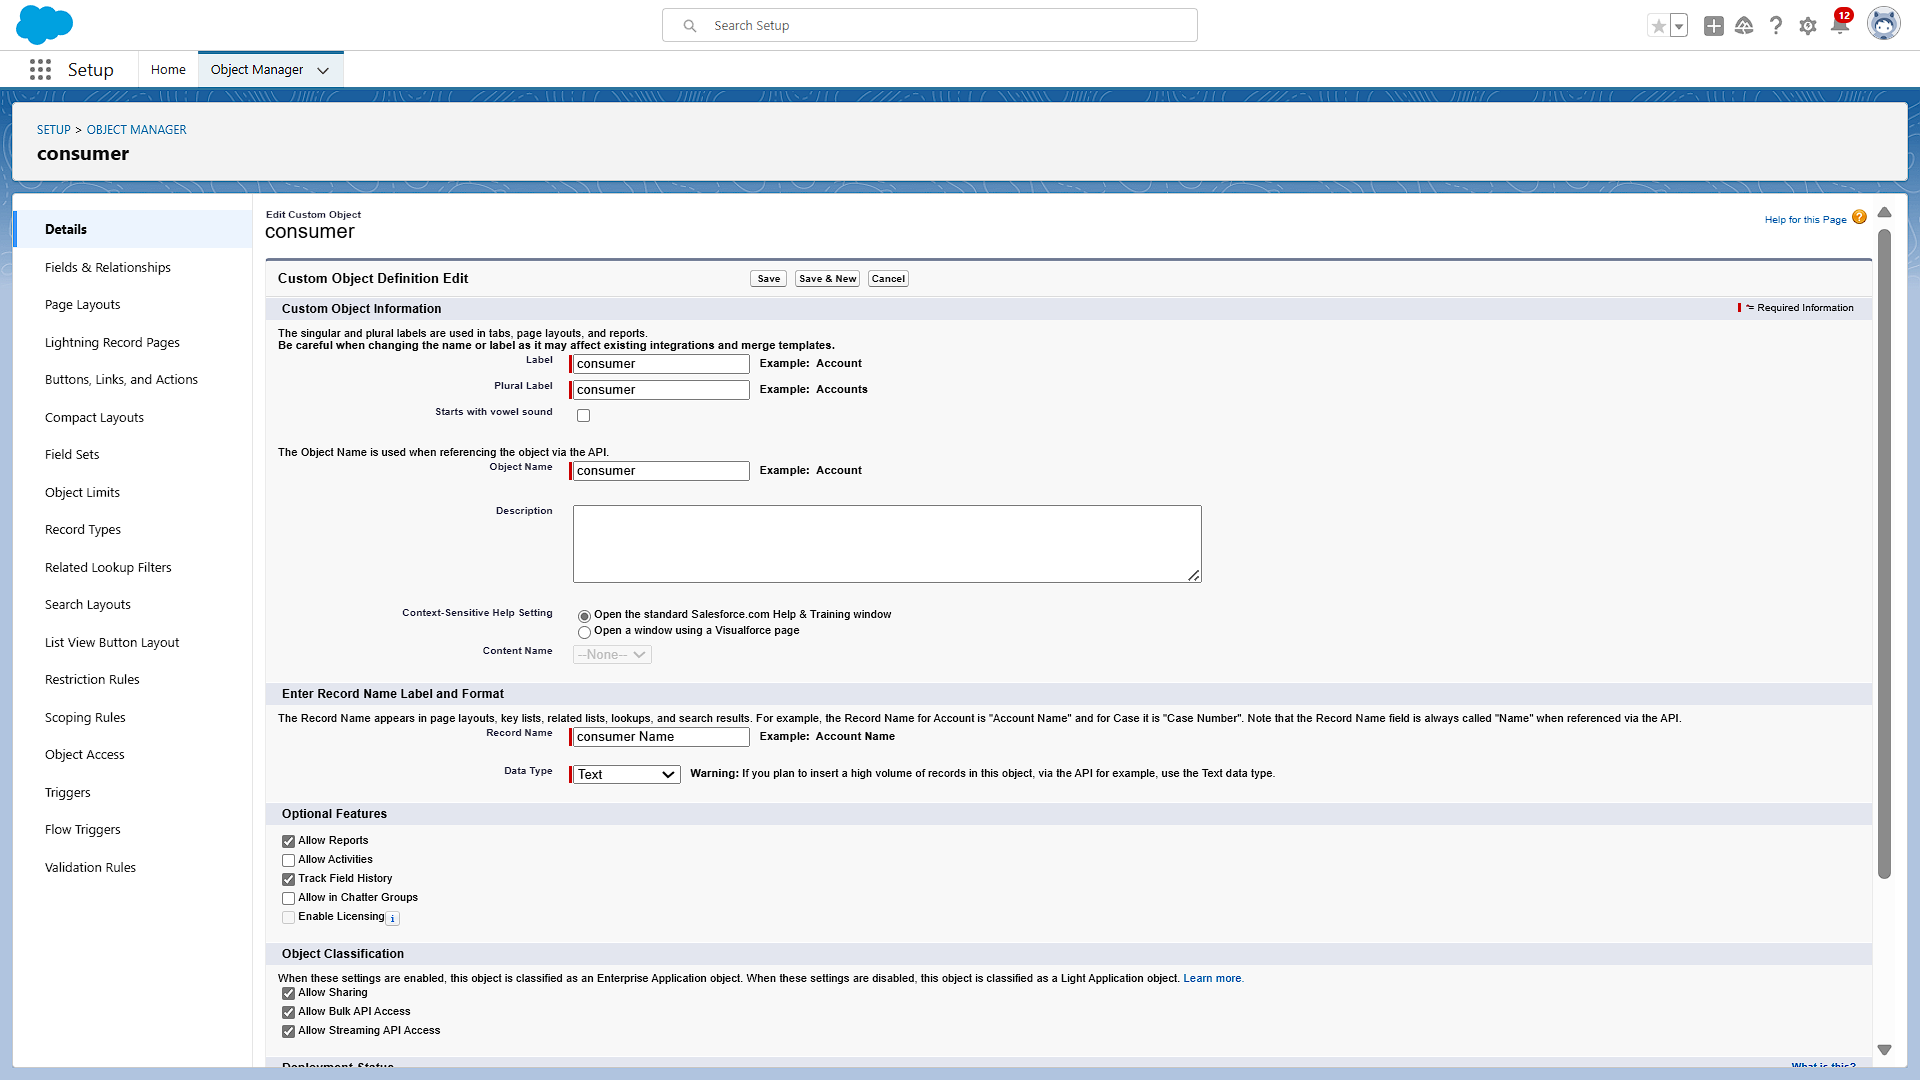 Search Setup
12
Setup
Home
Object Manager
SETUP > OBJECT MANAGER
consumer
Details
Fields & Relationships
Page Layouts
Lightning Record Pages
Buttons, Links, and Actions
Compact Layouts
Field Sets
Object Limits
Record Types
Related Lookup Filters
Search Layouts
List View Button Layout
Restriction Rules
Scoping Rules
Object Access
Triggers
Flow Triggers
Validation Rules
Edit Custom Object
consumer
Help for this Page ?
Custom Object Definition Edit
Save
Save & New
Cancel
Custom Object Information
= Required Information
The singular and plural labels are used in tabs, page layouts, and reports.
Be careful when changing the name or label as it may affect existing integrations and merge templates.
Label consumer Example: Account
Plural Label consumer Example: Accounts
Starts with vowel sound
The Object Name is used when referencing the object via the API.
Object Name consumer Example: Account
Description
Context-Sensitive Help Setting Open the standard Salesforce.com Help & Training window
Open a window using a Visualforce page
Content Name --None--
Enter Record Name Label and Format
The Record Name appears in page layouts, key lists, related lists, lookups, and search results. For example, the Record Name for Account is "Account Name" and for Case it is "Case Number". Note that the Record Name field is always called "Name" when referenced via the API.
Record Name consumer Name Example: Account Name
Data Type Text Warning: If you plan to insert a high volume of records in this object, via the API for example, use the Text data type.
Optional Features
Allow Reports
Allow Activities
Track Field History
Allow in Chatter Groups
Enable Licensing i
Object Classification
When these settings are enabled, this object is classified as an Enterprise Application object. When these settings are disabled, this object is classified as a Light Application object. Learn more.
Allow Sharing
Allow Bulk API Access
Allow Streaming API Access
Deployment Status
What is this?